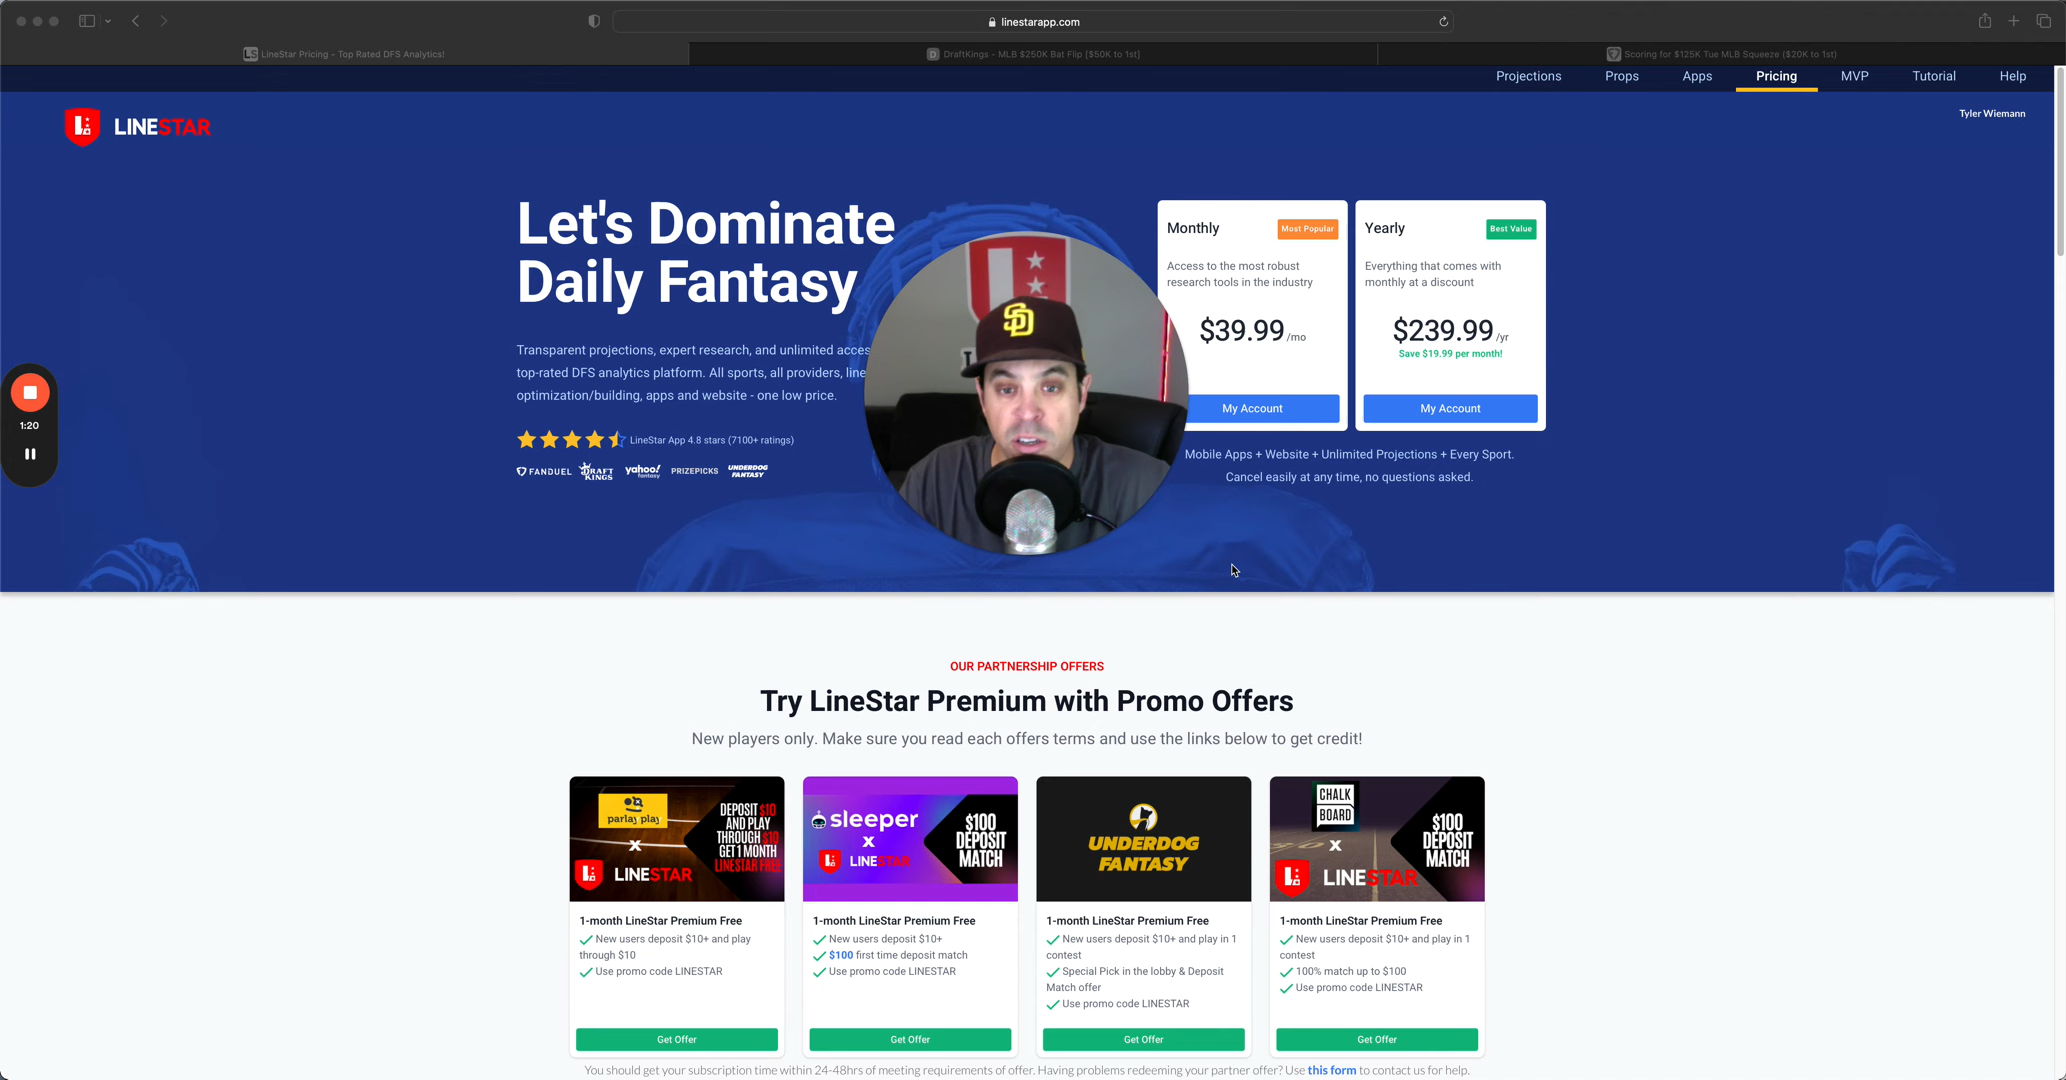 linestarapp.com
LineStar Pricing - Top Rated DFS Analytics!
DraftKings - MLB $250K Bat Flip [$50K to 1st]
Scoring for $125K Tue MLB Squeeze ($20K to 1st)
Projections
Props
Apps
Pricing
MVP
Tutorial
Help
LINESTAR
Tyler Wiemann
Let's Dominate
Daily Fantasy
Transparent projections, expert research, and unlimited acces
top-rated DFS analytics platform. All sports, all providers, line
optimization/building, apps and website - one low price.
LineStar App 4.8 stars (7100+ ratings)
FANDUEL
DRAFT
KINGS
yahoo!
fantasy
PRIZEPICKS
UNDERDOG
FANTASY
SD
Monthly
Most Popular
Access to the most robust
research tools in the industry
$39.99 /mo
My Account
Yearly
Best Value
Everything that comes with
monthly at a discount
$239.99 /yr
Save $19.99 per month!
My Account
Mobile Apps + Website + Unlimited Projections + Every Sport.
Cancel easily at any time, no questions asked.
1:20
OUR PARTNERSHIP OFFERS
Try LineStar Premium with Promo Offers
New players only. Make sure you read each offers terms and use the links below to get credit!
parlayplay
X
LINESTAR
DEPOSIT $10
AND PLAY
THROUGH $10
GET 1 MONTH
LINESTAR FREE
1-month LineStar Premium Free
New users deposit $10+ and play
through $10
Use promo code LINESTAR
Get Offer
sleeper
X
LINESTAR
$100
DEPOSIT
MATCH
1-month LineStar Premium Free
New users deposit $10+
$100 first time deposit match
Use promo code LINESTAR
Get Offer
UNDERDOG
FANTASY
1-month LineStar Premium Free
New users deposit $10+ and play in 1
contest
Special Pick in the lobby & Deposit
Match offer
Use promo code LINESTAR
Get Offer
CHALK
BOARD
X
LINESTAR
$100
DEPOSIT
MATCH
1-month LineStar Premium Free
New users deposit $10+ and play in 1
contest
100% match up to $100
Use promo code LINESTAR
Get Offer
You should get your subscription time within 24-48hrs of meeting requirements of offer. Having problems redeeming your partner offer? Use this form to contact us for help.